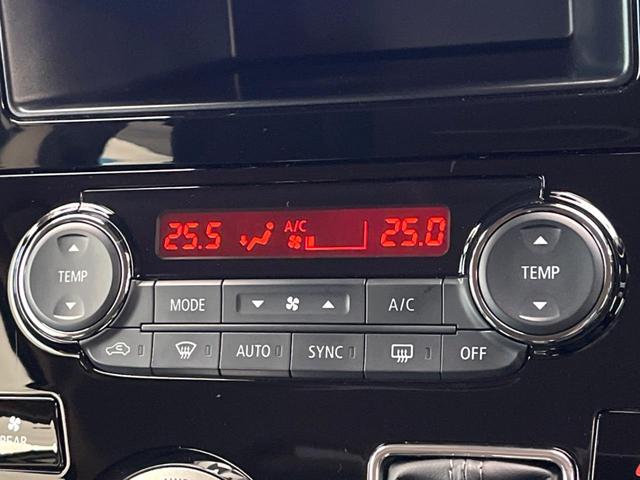 25.5 A/C 25.0
TEMP
TEMP
MODE A/C
AUTO SYNC OFF
REAR